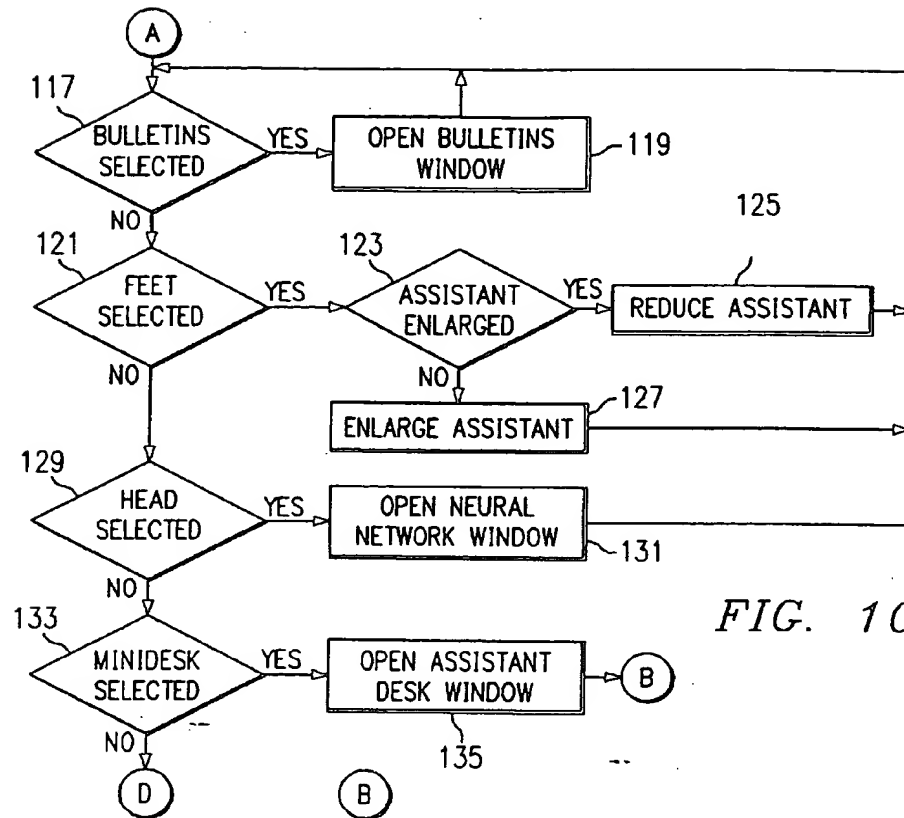 A
117
BULLETINS
SELECTED
YES
OPEN BULLETINS
WINDOW
119
NO
121
FEET
SELECTED
YES
123
ASSISTANT
ENLARGED
YES
125
REDUCE ASSISTANT
NO
NO
ENLARGE ASSISTANT
127
129
HEAD
SELECTED
YES
OPEN NEURAL
NETWORK WINDOW
131
NO
FIG. 10
133
MINIDESK
SELECTED
YES
OPEN ASSISTANT
DESK WINDOW
135
B
NO
D
B